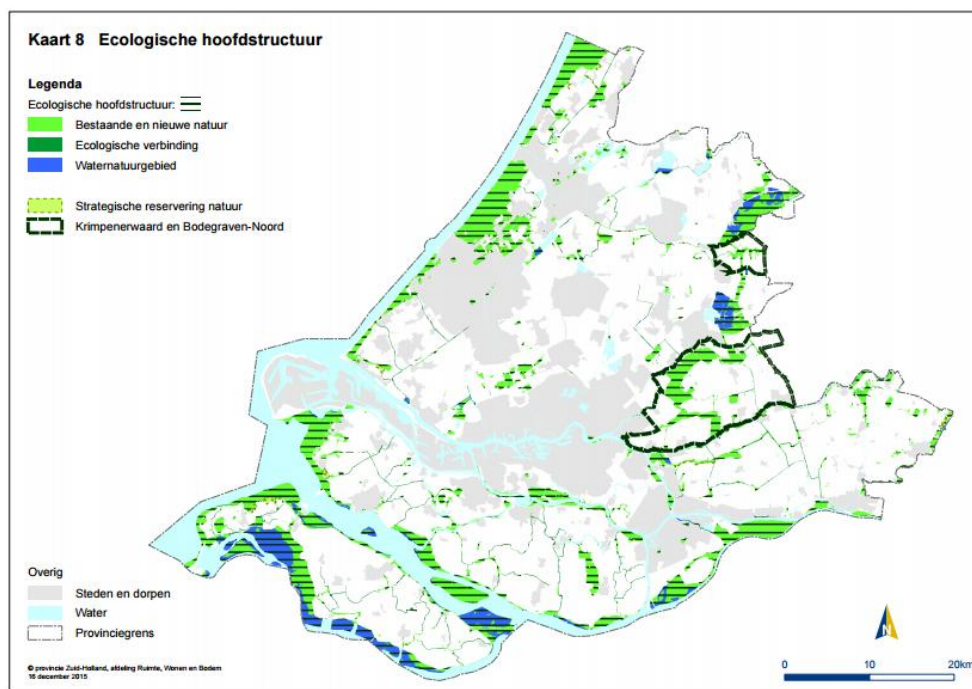 Kaart 8 Ecologische hoofdstructuur
Legenda
Ecologische hoofdstructuur:
Bestaande en nieuwe natuur
Ecologische verbinding
Waternatuurgebied
Strategische reservering natuur
Krimpenerwaard en Bodegraven-Noord
Overig
Steden en dorpen
Water
Provinciegrens
© provincie Zuid-Holland, afdeling Ruimte, Wonen en Bodem
16 december 2015
N
0 10 20km